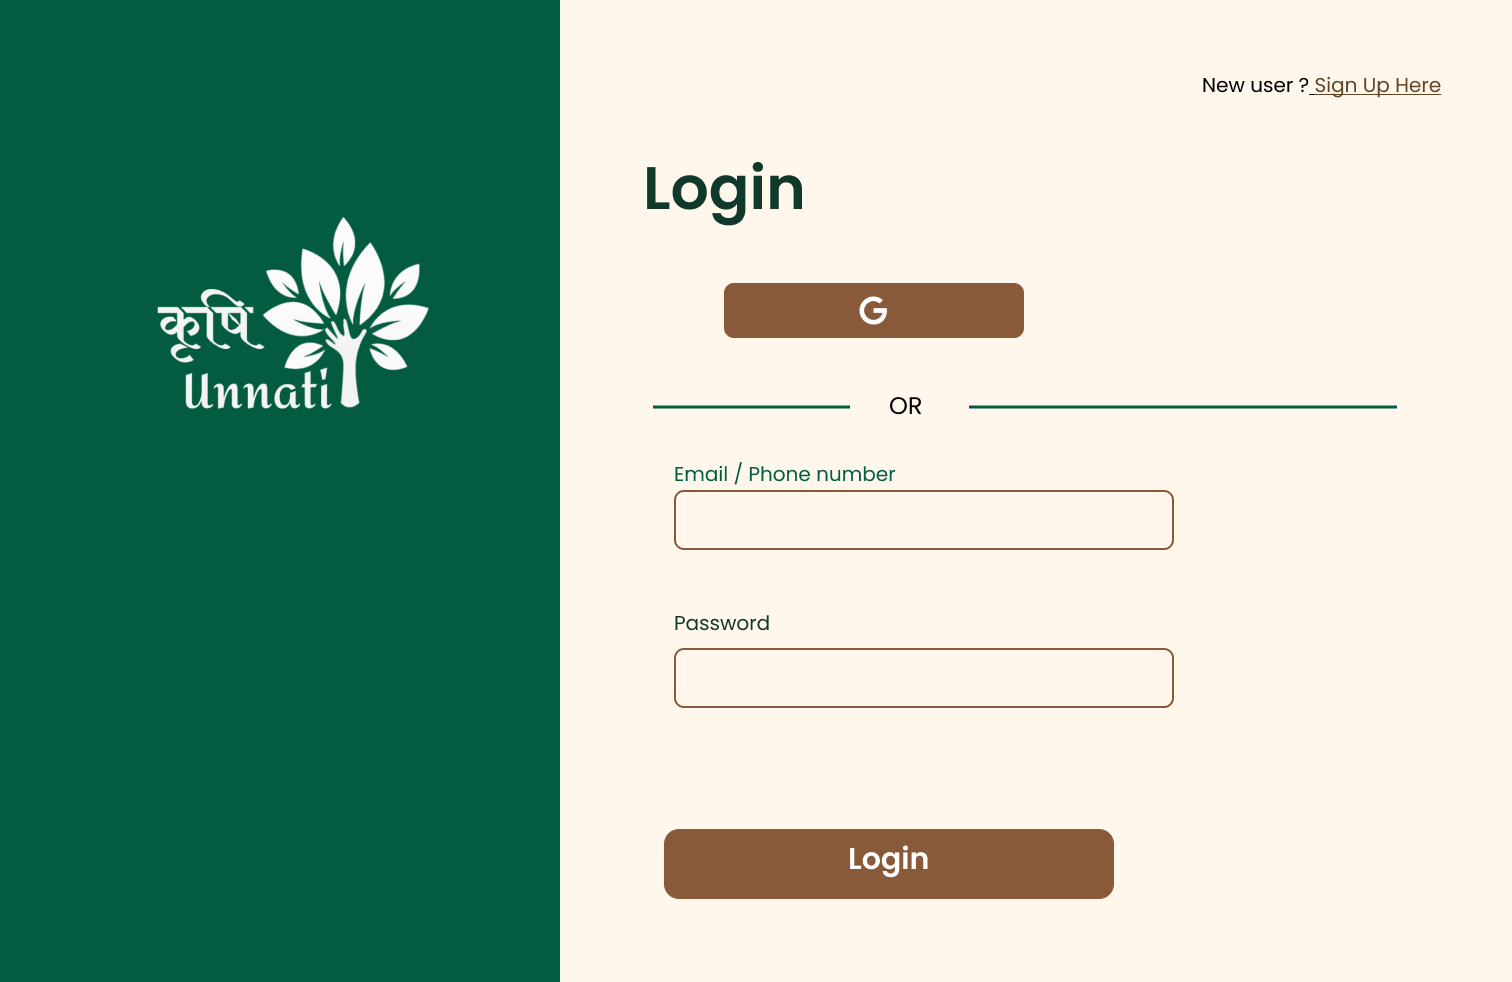 New user ? Sign Up Here
Login
कृषि
Unnati
G
OR
Email / Phone number
Password
Login